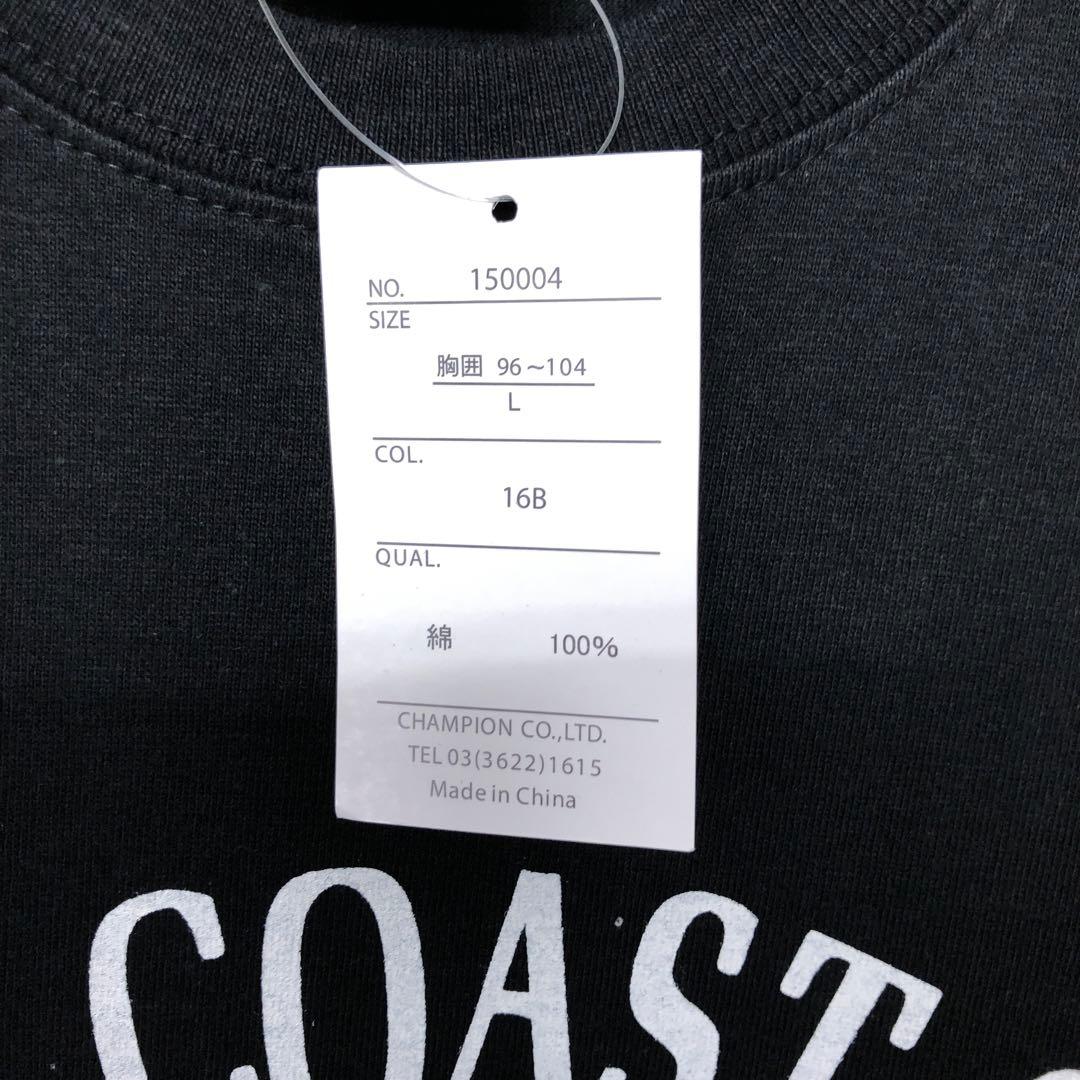 NO. 150004
SIZE
胸囲 96~104
L
COL.
16B
QUAL.
綿 100%
CHAMPION CO.,LTD.
TEL 03(3622)1615
Made in China
COAST